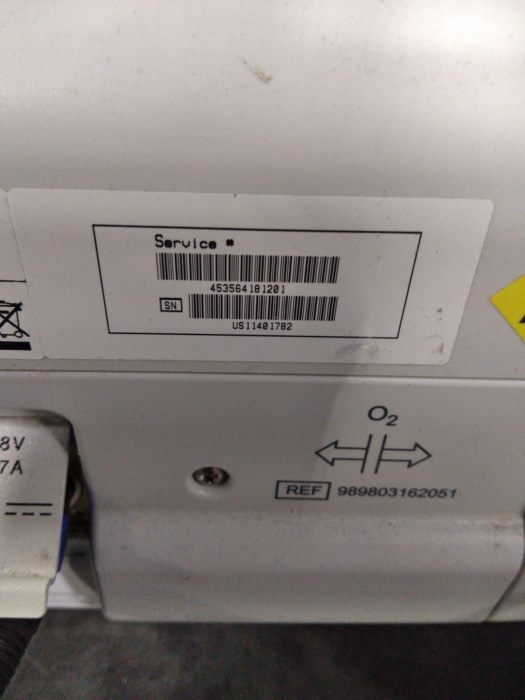 Service #
453564181201
SN
US11401782
8V
7A
O2
REF 989803162051